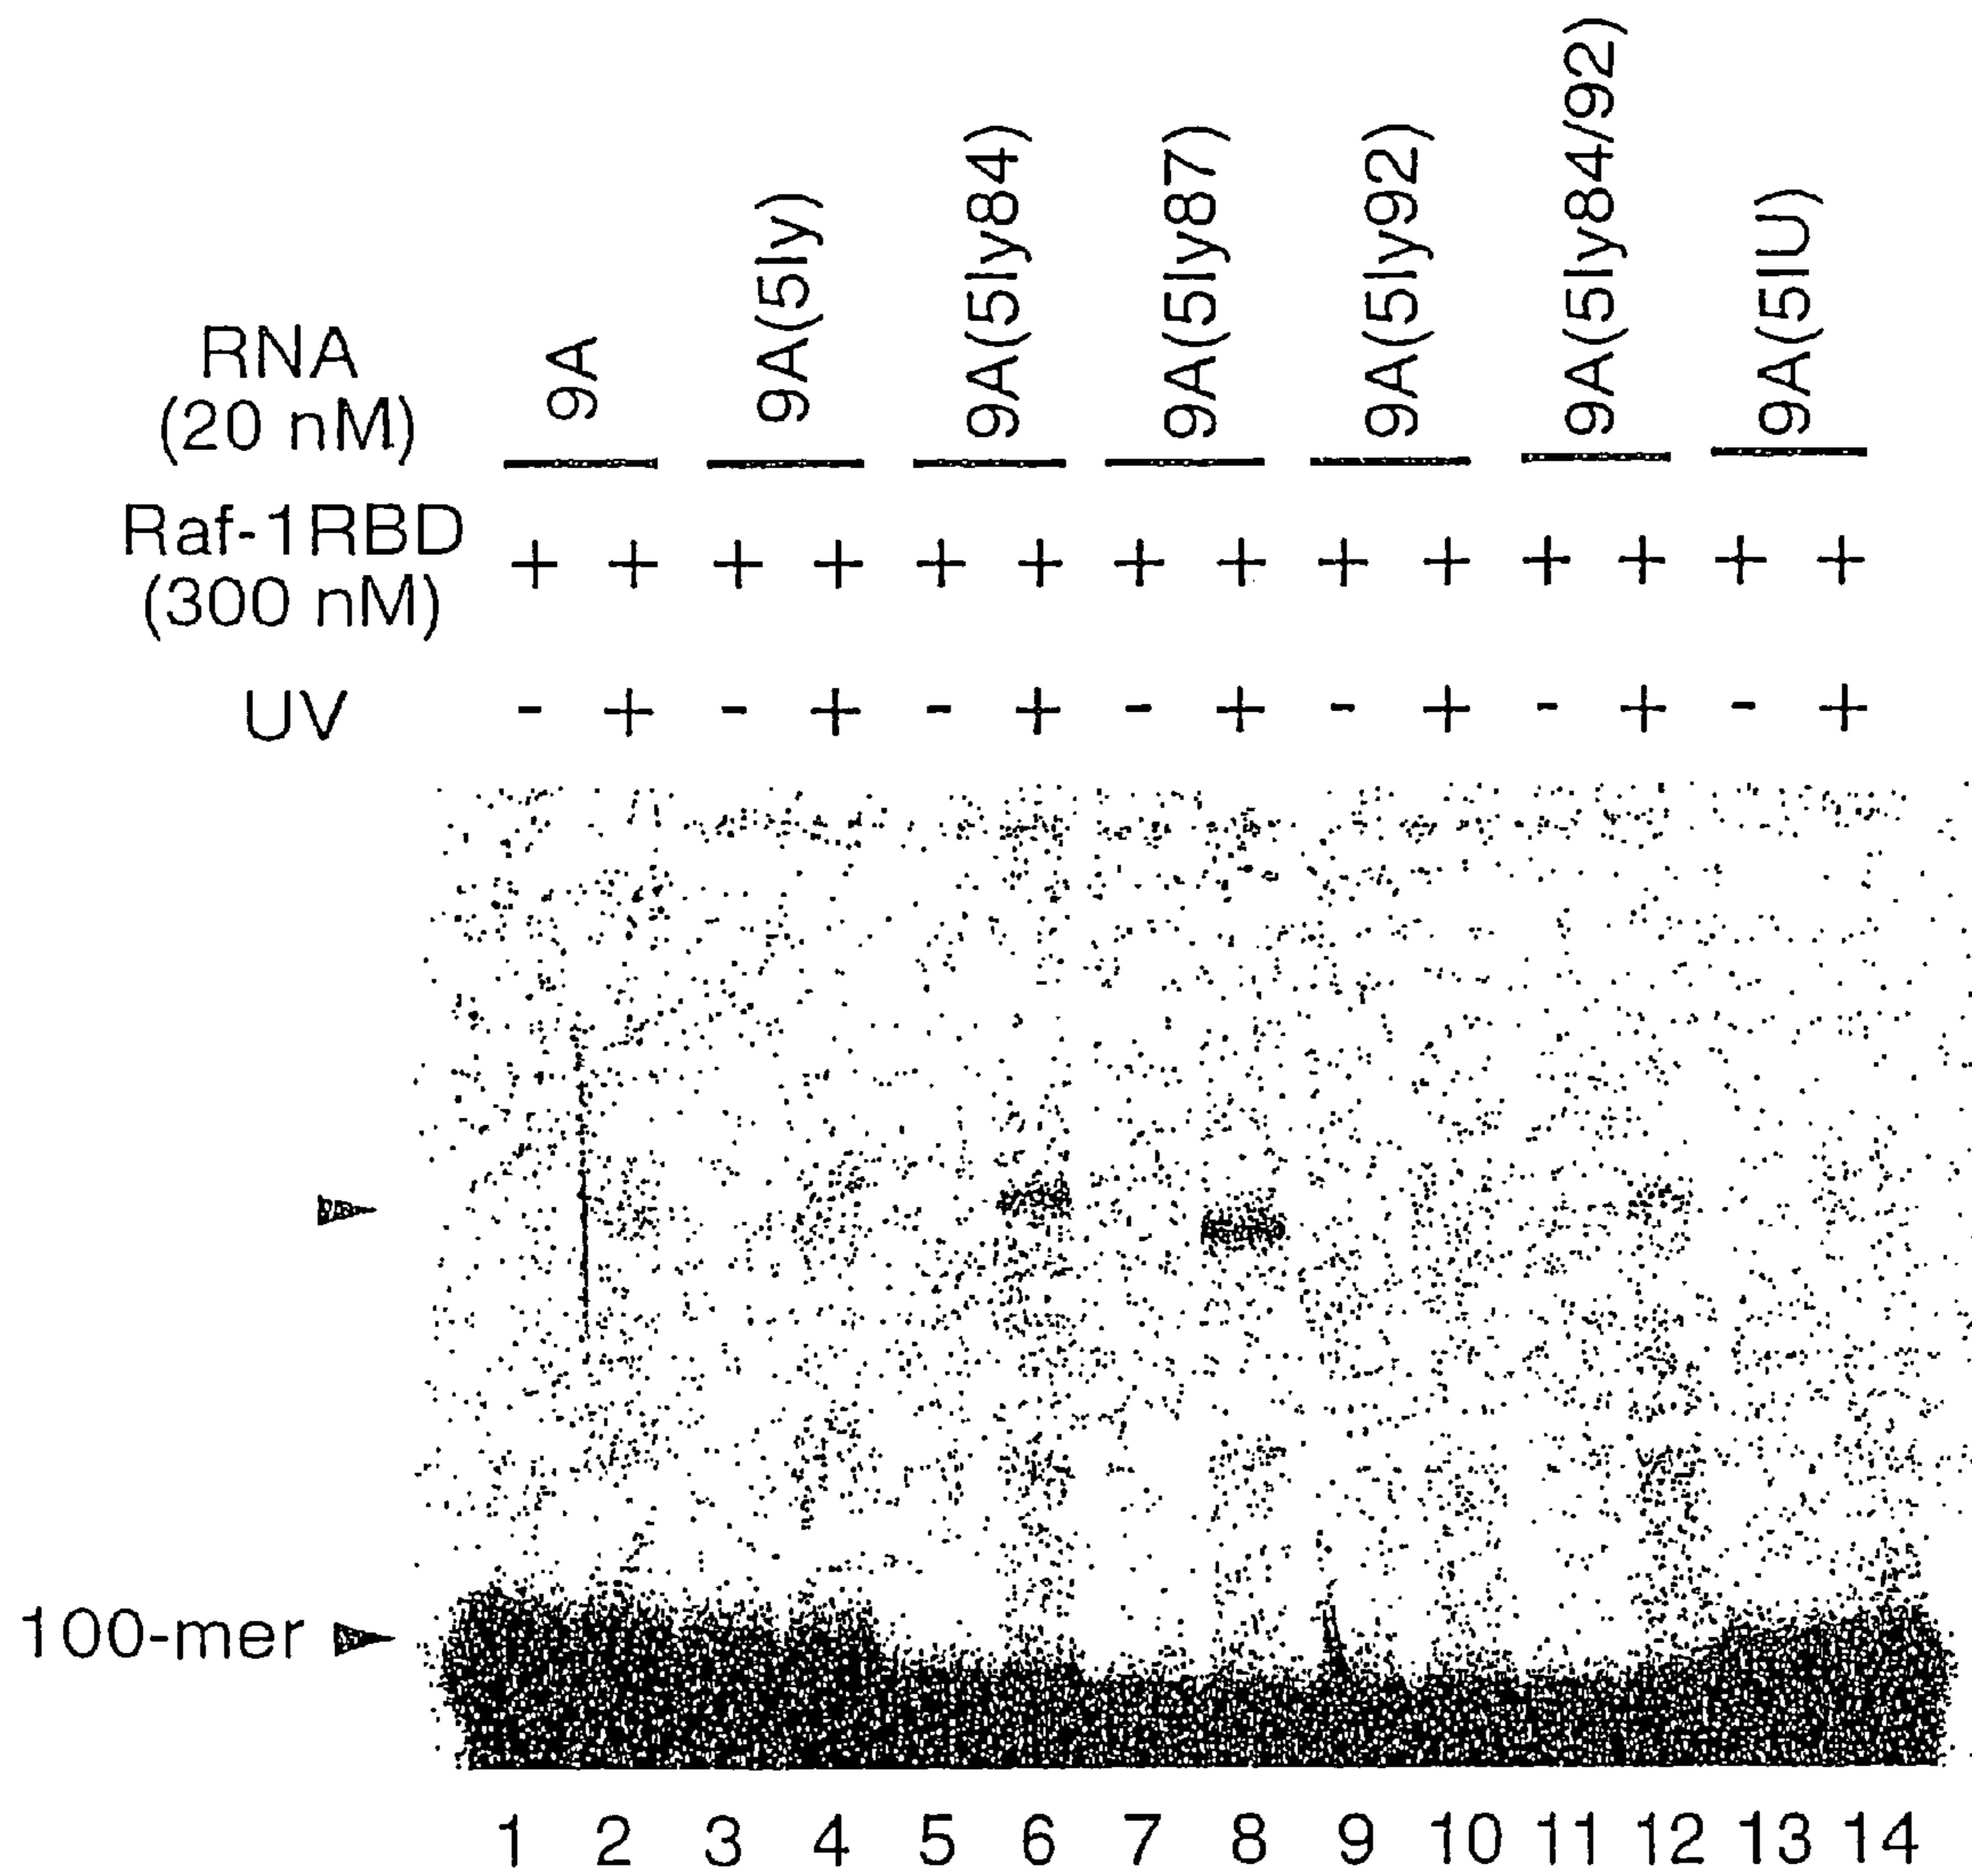 9A 9A(5Iy) 9A(5Iy84) 9A(5Iy87) 9A(5Iy92) 9A(5Iy84/92) 9A(5IU)
RNA
(20 nM)
Raf-1RBD
(300 nM)
+ + + + + + + + + + + + + +
UV - + - + - + - + - + - + - +
100-mer
1 2 3 4 5 6 7 8 9 10 11 12 13 14